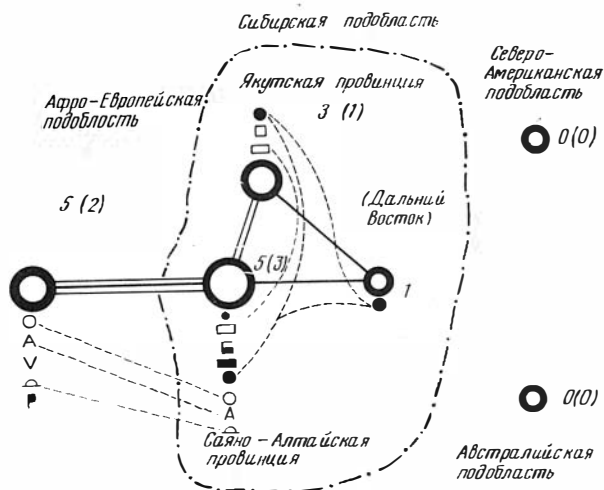 Сибирская подобласть
Северо-
Американская
подобласть
Якутская провинция
3 (1)
Афро-Европейская
подобласть
0(0)
5 (2)
(Дальний
Восток)
5(3)
1
А
V
Р
А
0(0)
Саяно-Алтайская
провинция
Австралийская
подобласть